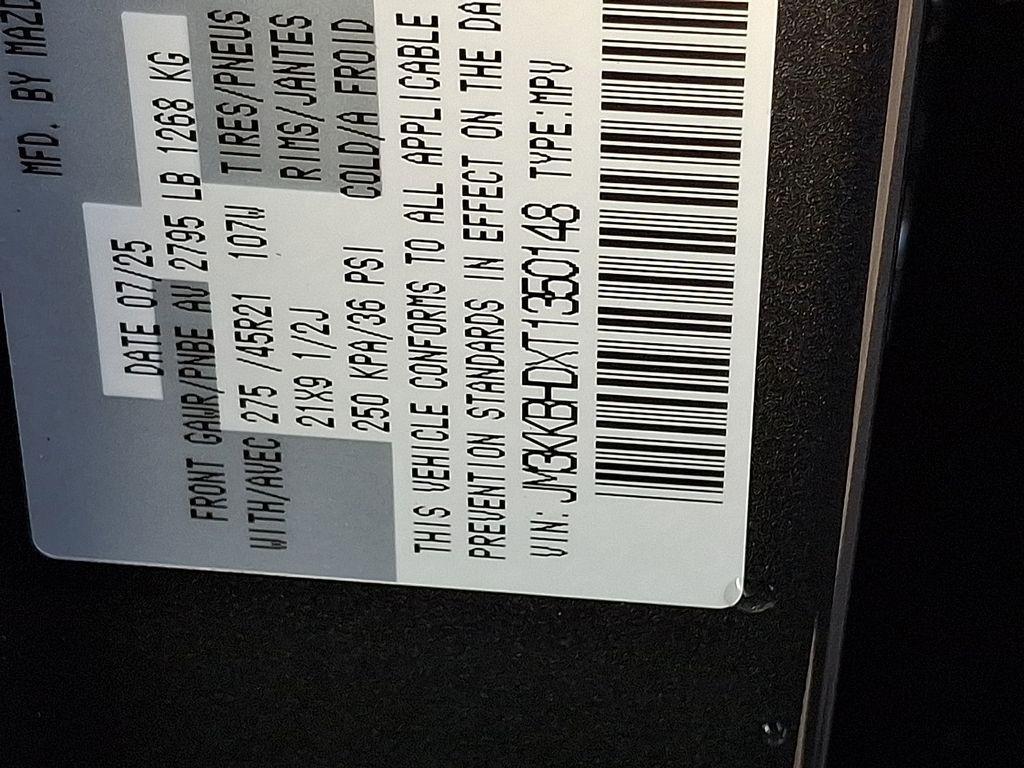 MFD. BY MAZD
DATE 07/25
FRONT GAWR/PNBE AV 2795 LB 1268 KG
WITH/AVEC 275 /45R21 107W TIRES/PNEUS
21X9 1/2J RIMS/JANTES
250 KPA/36 PSI COLD/A FROID
THIS VEHICLE CONFORMS TO ALL APPLICABLE
PREVENTION STANDARDS IN EFFECT ON THE DA
VIN: JM3KKBHDXT1350148 TYPE:MPV